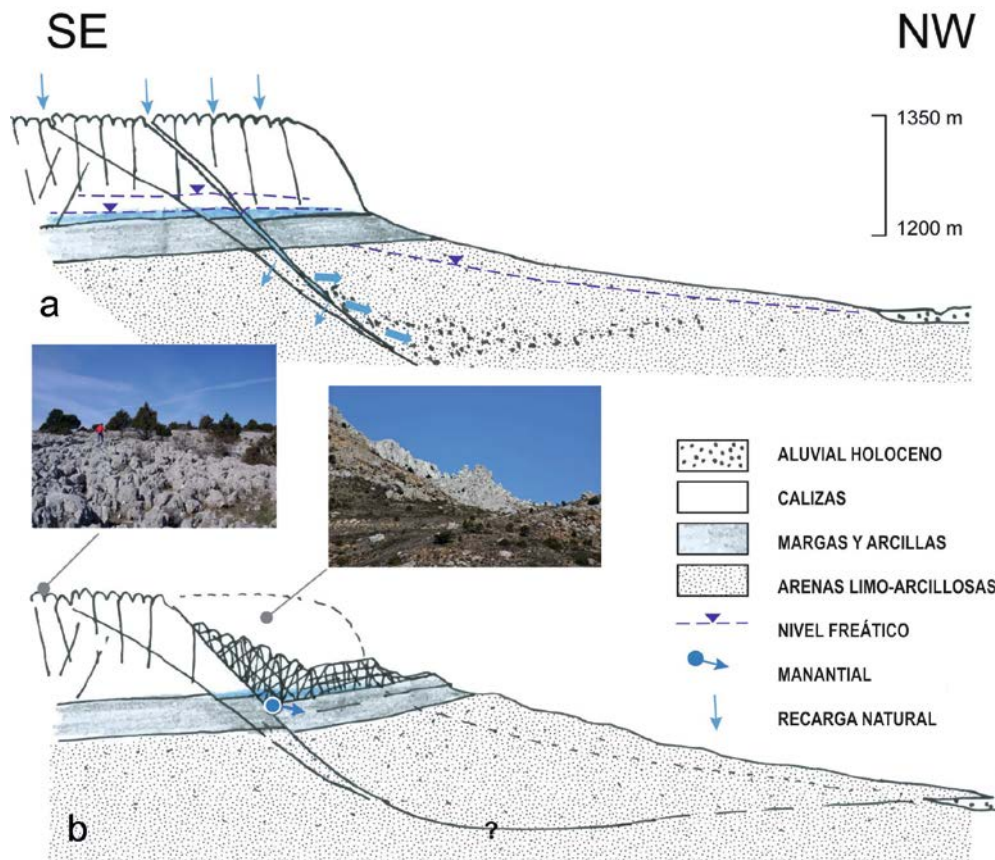 SE
NW
1350 m
1200 m
a
ALUVIAL HOLOCENO
CALIZAS
MARGAS Y ARCILLAS
ARENAS LIMO-ARCILLOSAS
NIVEL FREÁTICO
MANANTIAL
RECARGA NATURAL
b
?